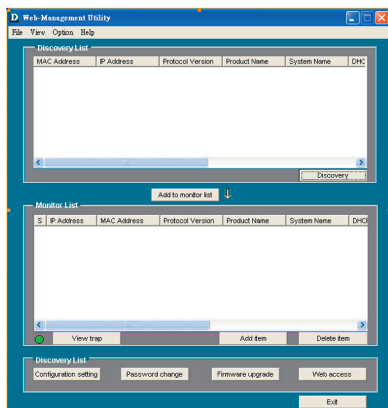 D Web-Management Utility
File View Option Help
Discovery List
MAC Address IP Address Protocol Version Product Name System Name DHC
Discovery
Add to monitor list
Monitor List
S IP Address MAC Address Protocol Version Product Name System Name DHCP
View trap Add item Delete item
Discovery List
Configuration setting Password change Firmware upgrade Web access
Exit